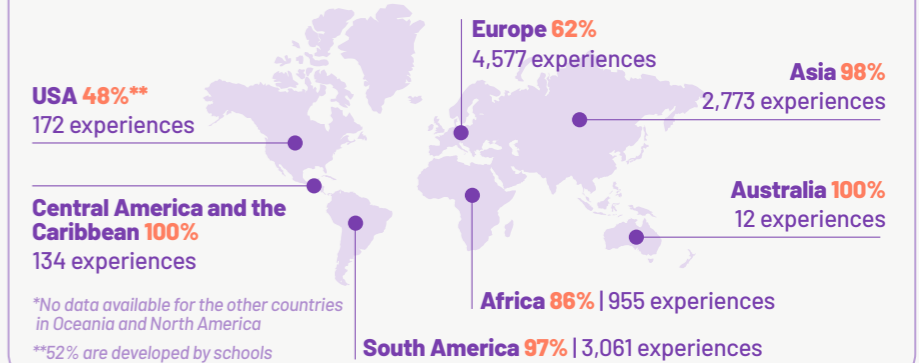 Europe 62%
4,577 experiences
Asia 98%
2,773 experiences
USA 48%**
172 experiences
Australia 100%
12 experiences
Central America and the
Caribbean 100%
134 experiences
Africa 86% | 955 experiences
*No data available for the other countries
in Oceania and North America
**52% are developed by schools
South America 97% | 3,061 experiences